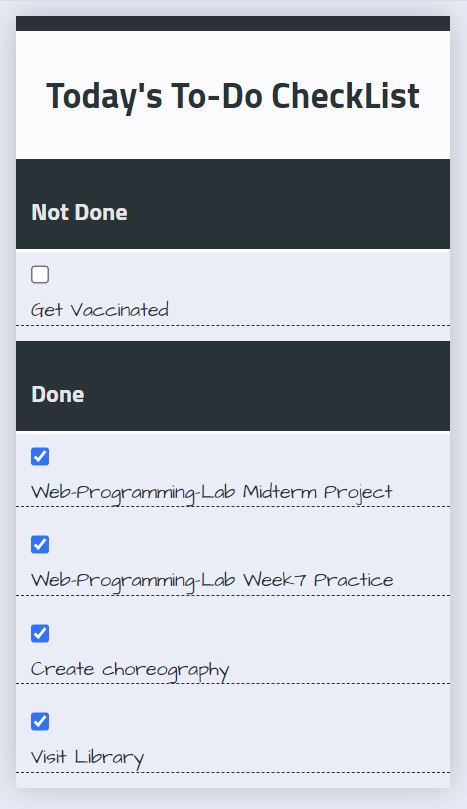 Today's To-Do CheckList
Not Done
Get Vaccinated
Done
Web-Programming-Lab Midterm Project
Web-Programming-Lab Week7 Practice
Create choreography
Visit Library